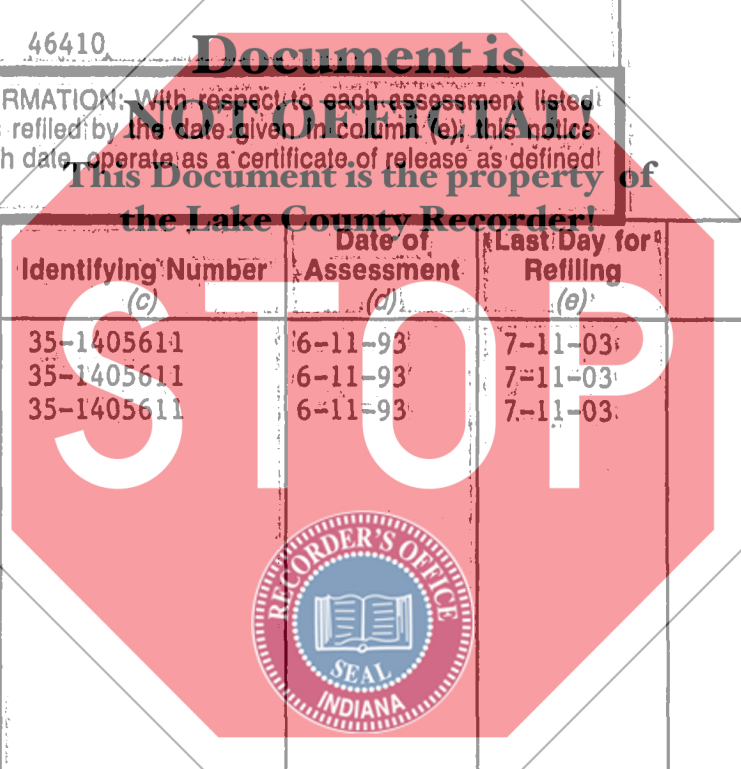 46410
Document is
RMATION: With respect to each assessment listed
NOT OFFICIAL!
refiled by the date given in column (e), this notice
h date, operate as a certificate of release as defined
This Document is the property of
the Lake County Recorder!
Identifying Number
(c)
Date of
Assessment
(d)
Last Day for
Refiling
(e)
35-1405611 6-11-93 7-11-03
35-1405611 6-11-93 7-11-03
35-1405611 6-11-93 7-11-03
STOP
RECORDER'S OFFICE
SEAL
INDIANA